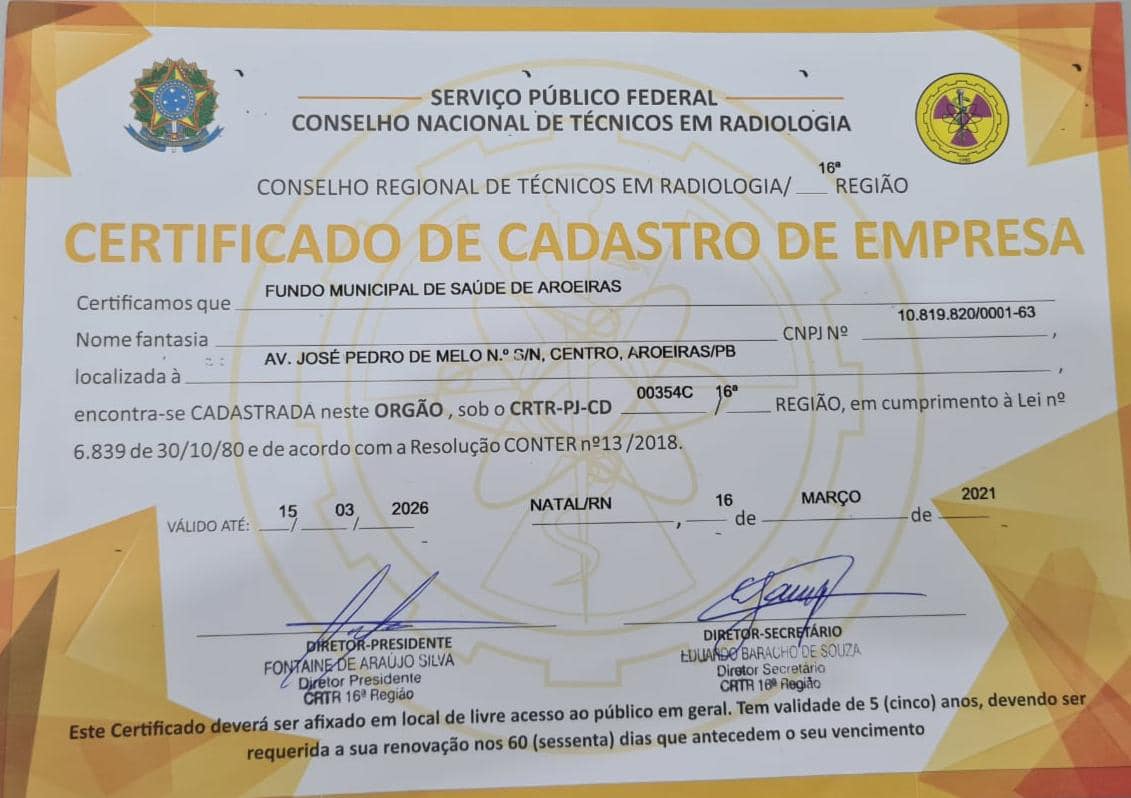 SERVIÇO PÚBLICO FEDERAL
CONSELHO NACIONAL DE TÉCNICOS EM RADIOLOGIA
CONSELHO REGIONAL DE TÉCNICOS EM RADIOLOGIA/ 16ª REGIÃO
CERTIFICADO DE CADASTRO DE EMPRESA
Certificamos que FUNDO MUNICIPAL DE SAÚDE DE AROEIRAS
Nome fantasia CNPJ Nº 10.819.820/0001-63,
localizada à AV. JOSÉ PEDRO DE MELO N.º S/N, CENTRO, AROEIRAS/PB,
encontra-se CADASTRADA neste ORGÃO, sob o CRTR-PJ-CD 00354C / 16ª REGIÃO, em cumprimento à Lei nº
6.839 de 30/10/80 e de acordo com a Resolução CONTER nº13/2018.
VÁLIDO ATÉ: 15 / 03 / 2026 NATAL/RN, 16 de MARÇO de 2021
DIRETOR-PRESIDENTE
FONTAINE DE ARAÚJO SILVA
Diretor Presidente
CRTR 16ª Região
DIRETOR-SECRETÁRIO
EDUARDO BARACHO DE SOUZA
Diretor Secretário
CRTR 16ª Região
Este Certificado deverá ser afixado em local de livre acesso ao público em geral. Tem validade de 5 (cinco) anos, devendo ser
requerida a sua renovação nos 60 (sessenta) dias que antecedem o seu vencimento